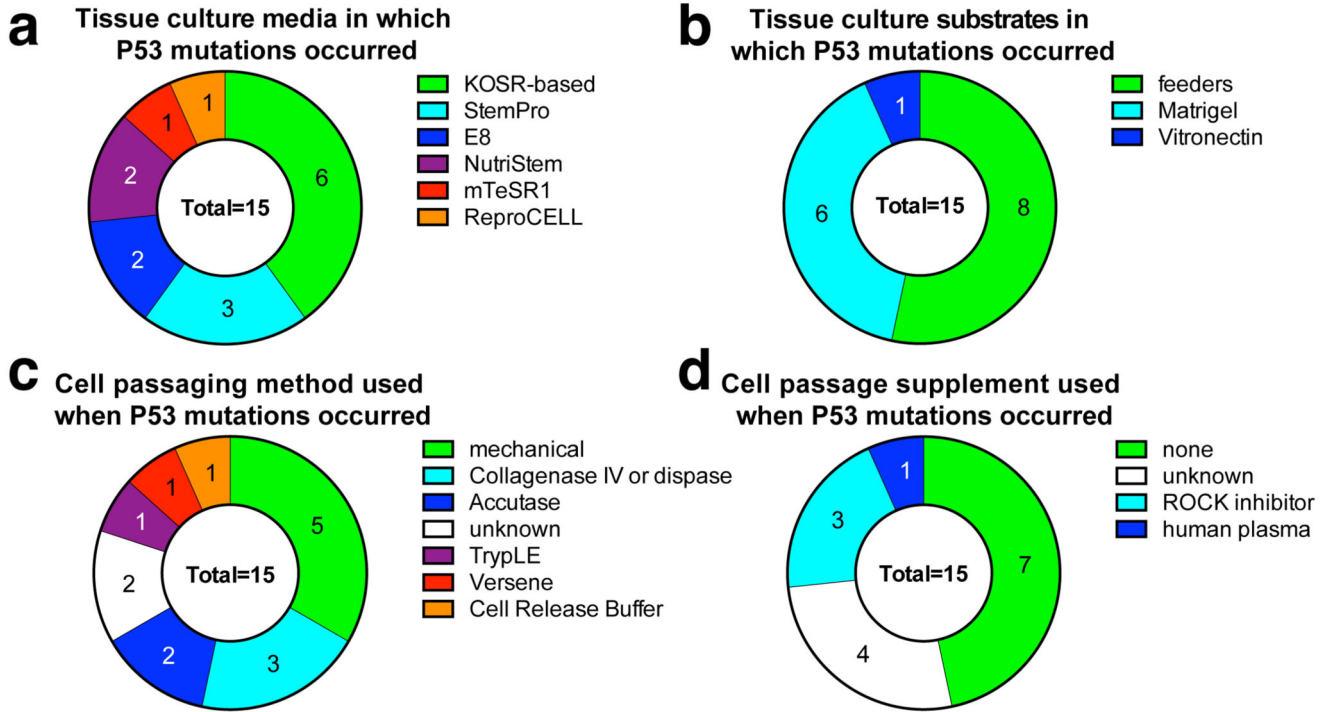 a
Tissue culture media in which
P53 mutations occurred
1
6
3
2
2
1
Total=15
KOSR-based
StemPro
E8
NutriStem
mTeSR1
ReproCELL
b
Tissue culture substrates in
which P53 mutations occurred
1
8
6
Total=15
feeders
Matrigel
Vitronectin
c
Cell passaging method used
when P53 mutations occurred
1
5
3
2
2
1
1
Total=15
mechanical
Collagenase IV or dispase
Accutase
unknown
TrypLE
Versene
Cell Release Buffer
d
Cell passage supplement used
when P53 mutations occurred
1
7
4
3
Total=15
none
unknown
ROCK inhibitor
human plasma